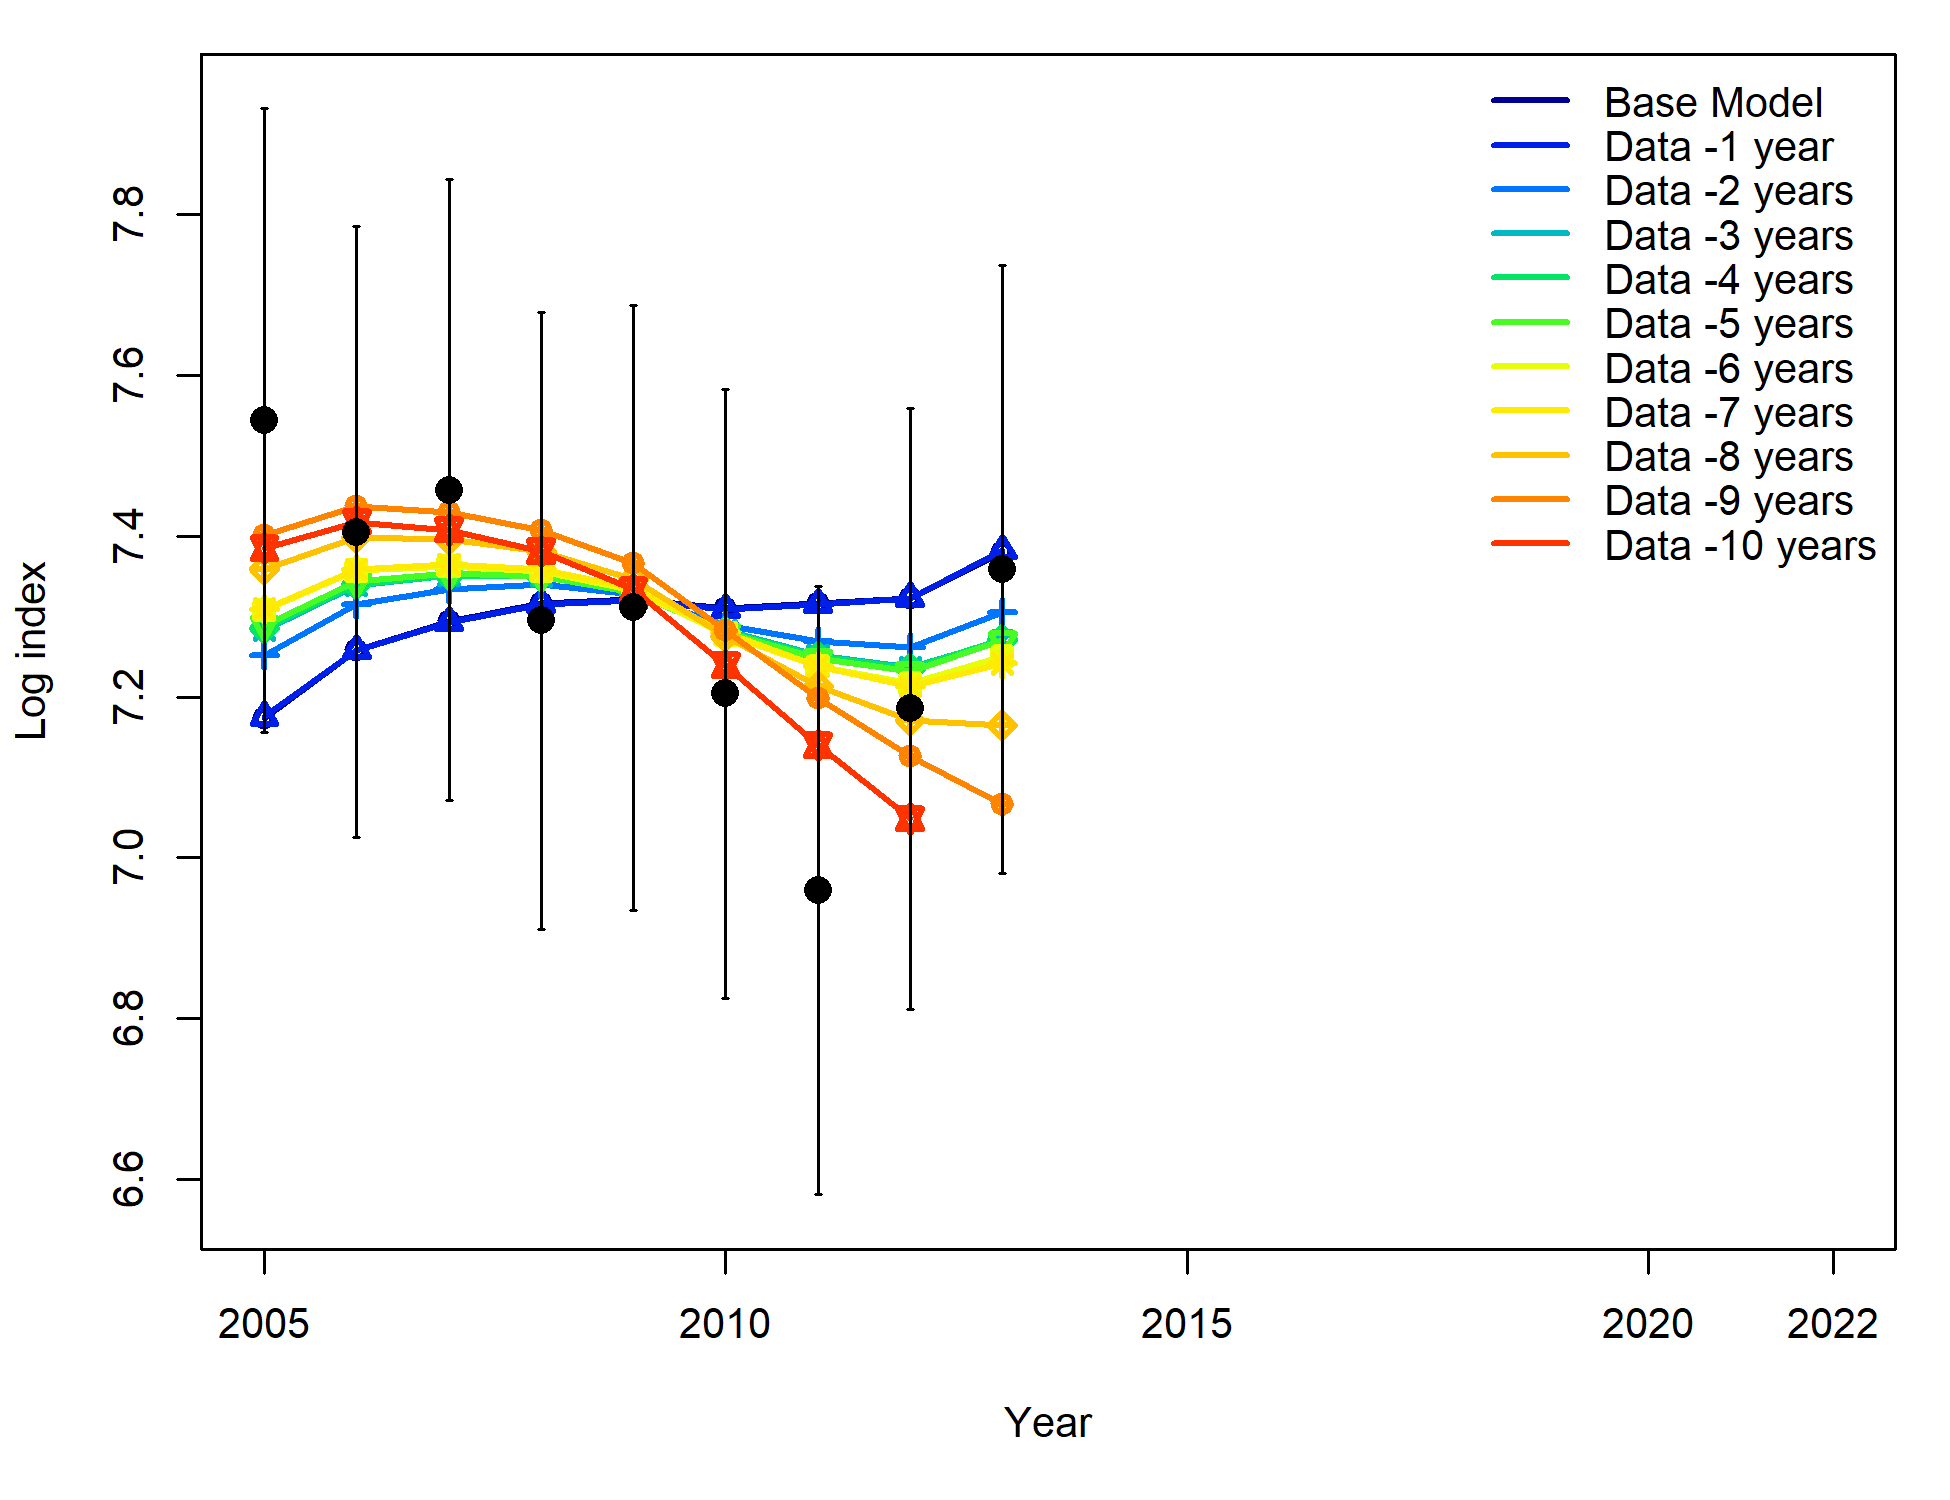 Base Model
Data -1 year
Data -2 years
Data -3 years
Data -4 years
Data -5 years
Data -6 years
Data -7 years
Data -8 years
Data -9 years
Data -10 years
Log index
7.8
7.6
7.4
7.2
7.0
6.8
6.6
2005 2010 2015 2020 2022
Year